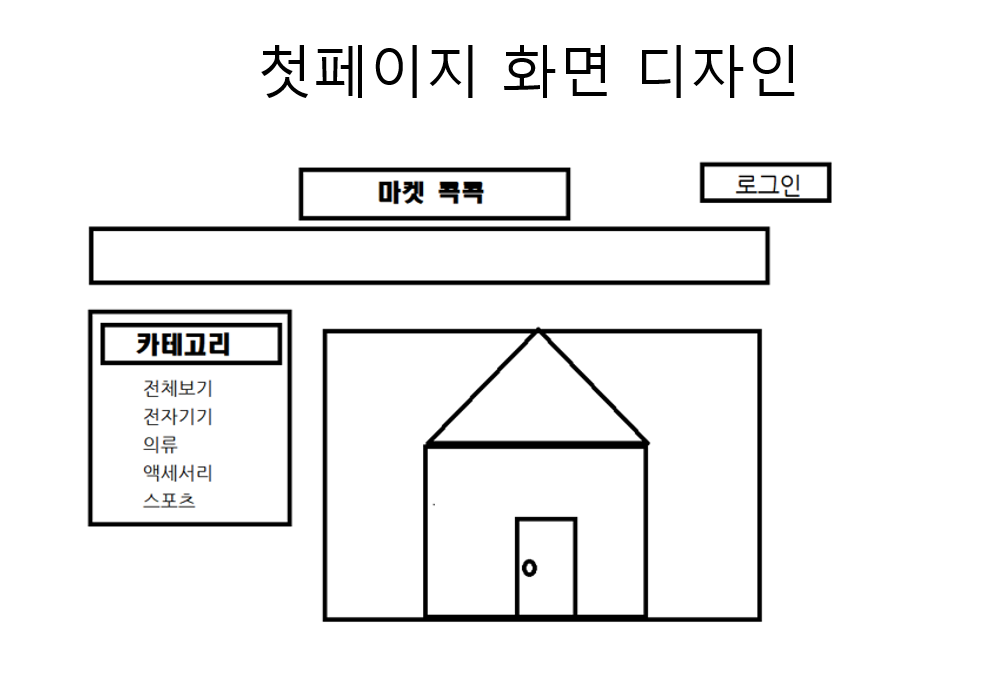 첫페이지 화면 디자인
마켓 콕콕
로그인
카테고리
전체보기
전자기기
의류
액세서리
스포츠